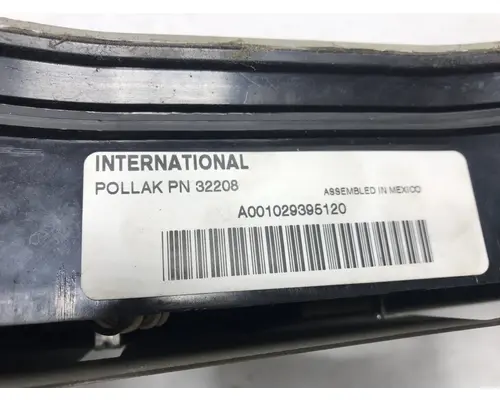 INTERNATIONAL
POLLAK PN 32208
ASSEMBLED IN MEXICO
A001029395120